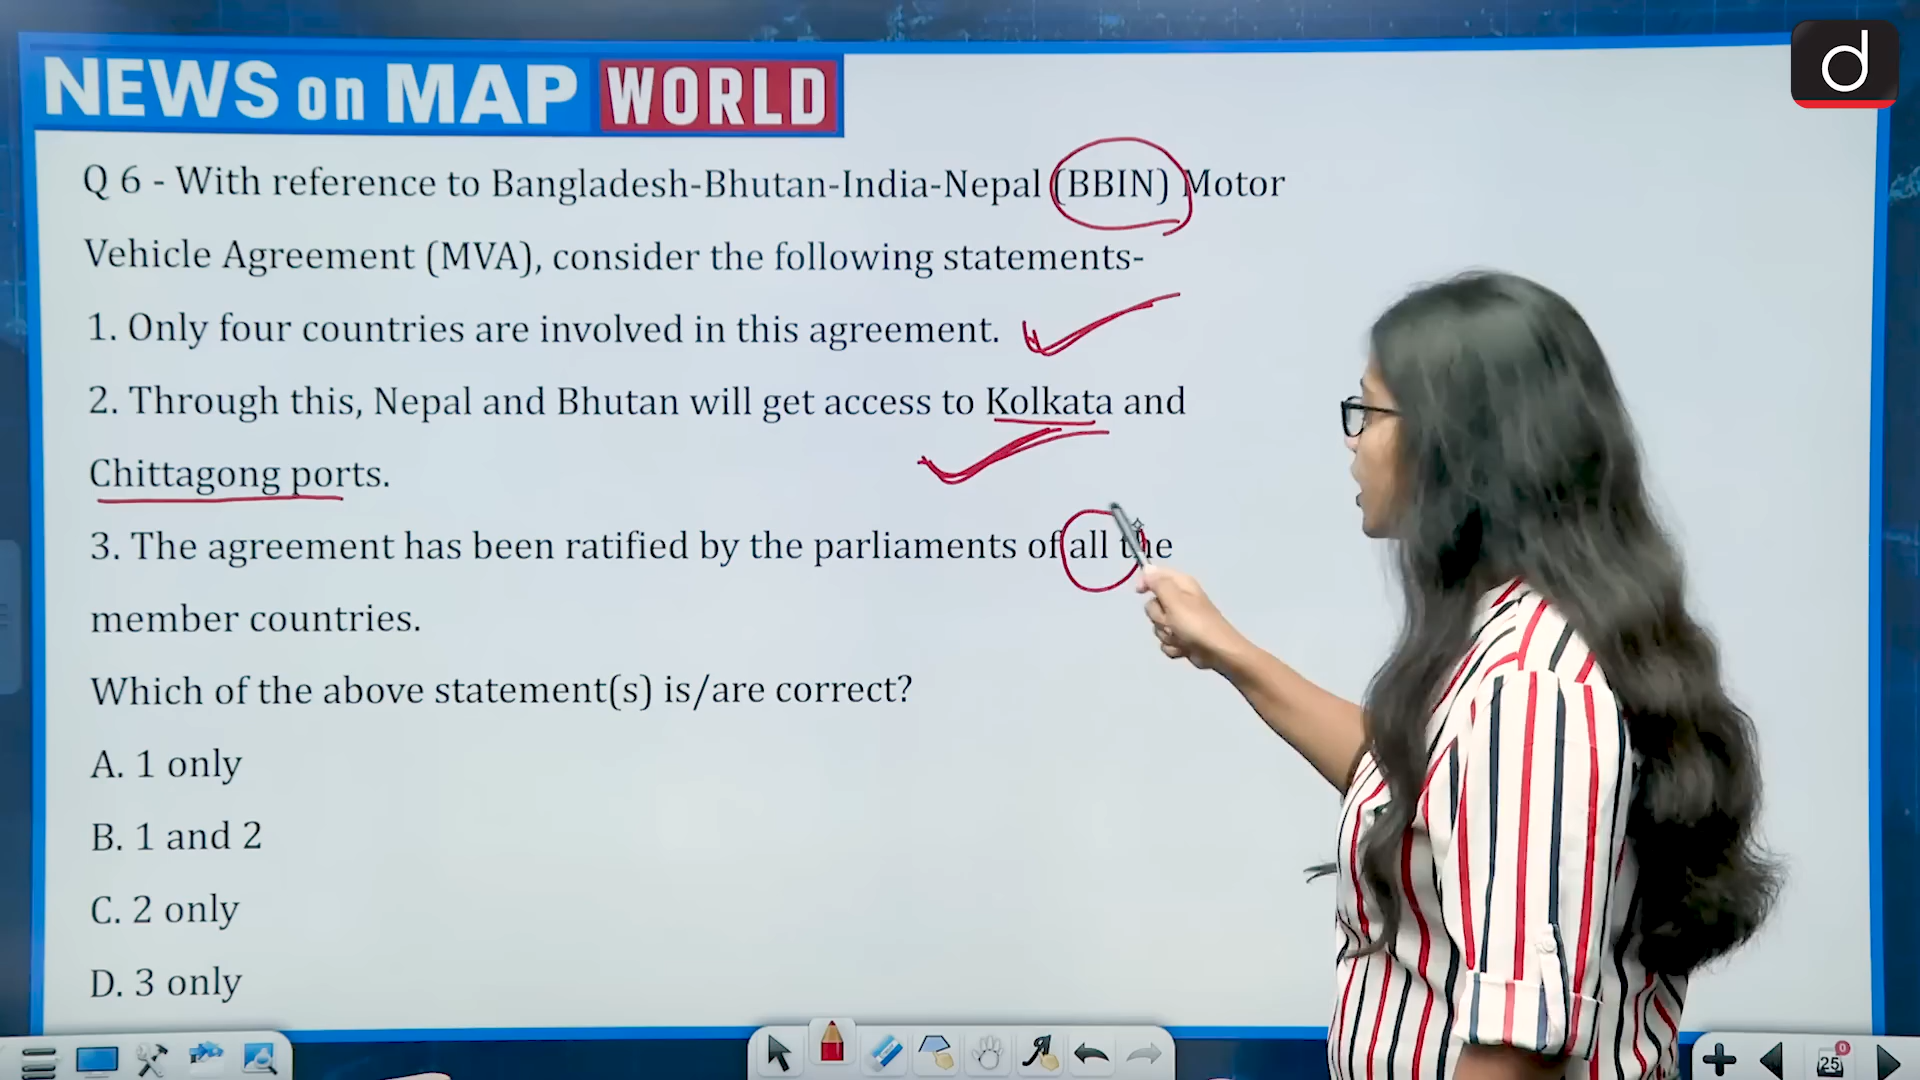 NEWS on MAP WORLD
d
Q 6 - With reference to Bangladesh-Bhutan-India-Nepal (BBIN) Motor
Vehicle Agreement (MVA), consider the following statements-
1. Only four countries are involved in this agreement.
2. Through this, Nepal and Bhutan will get access to Kolkata and
Chittagong ports.
3. The agreement has been ratified by the parliaments of all the
member countries.
Which of the above statement(s) is/are correct?
A. 1 only
B. 1 and 2
C. 2 only
D. 3 only
25
0